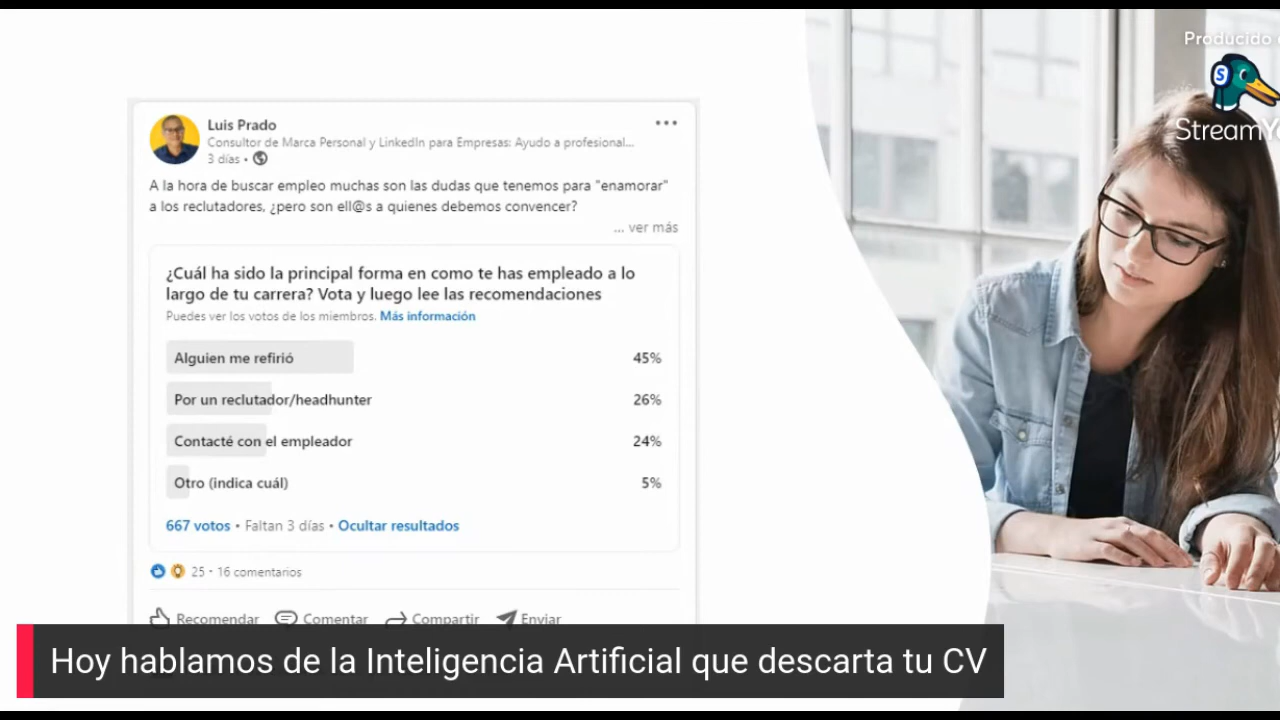 Producido
StreamY
Luis Prado
Consultor de Marca Personal y LinkedIn para Empresas: Ayudo a profesional...
3 días •
A la hora de buscar empleo muchas son las dudas que tenemos para "enamorar"
a los reclutadores, ¿pero son ell@s a quienes debemos convencer?
... ver más
¿Cuál ha sido la principal forma en como te has empleado a lo
largo de tu carrera? Vota y luego lee las recomendaciones
Puedes ver los votos de los miembros. Más información
Alguien me refirió 45%
Por un reclutador/headhunter 26%
Contacté con el empleador 24%
Otro (indica cuál) 5%
667 votos • Faltan 3 días • Ocultar resultados
25 • 16 comentarios
Recomendar Comentar Compartir Enviar
Hoy hablamos de la Inteligencia Artificial que descarta tu CV